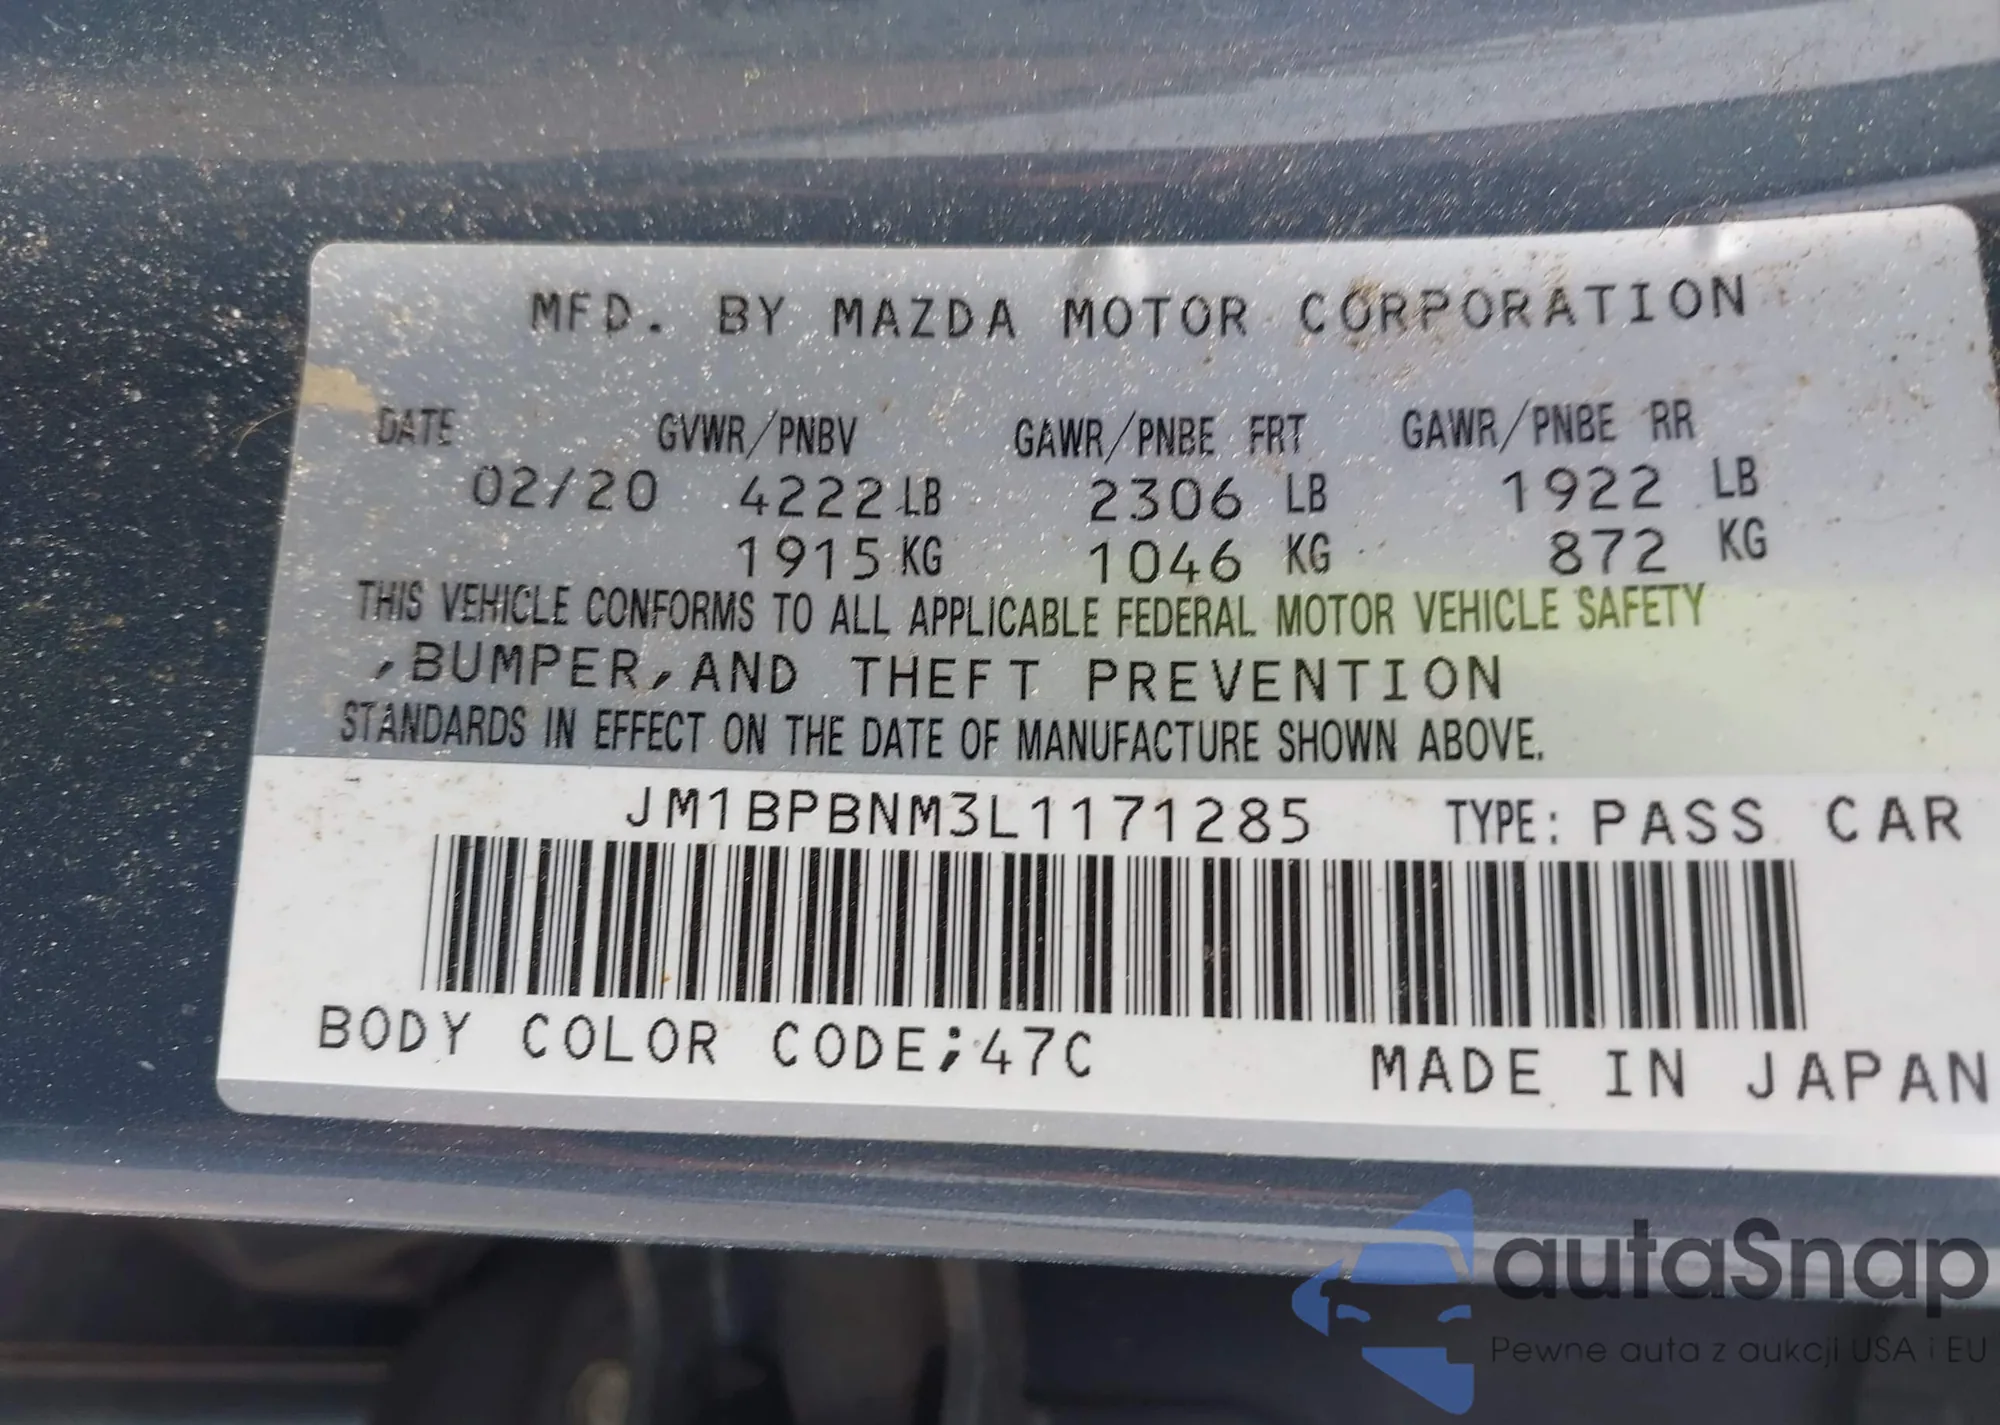 MFD. BY MAZDA MOTOR CORPORATION
DATE GVWR/PNBV GAWR/PNBE FRT GAWR/PNBE RR
02/20 4222 LB 2306 LB 1922 LB
1915 KG 1046 KG 872 KG
THIS VEHICLE CONFORMS TO ALL APPLICABLE FEDERAL MOTOR VEHICLE SAFETY
,BUMPER,AND THEFT PREVENTION
STANDARDS IN EFFECT ON THE DATE OF MANUFACTURE SHOWN ABOVE.
JM1BPBNM3L1171285 TYPE: PASS CAR
BODY COLOR CODE;47C
MADE IN JAPAN
autaSnap
Pewne auta z aukcji USA i EU